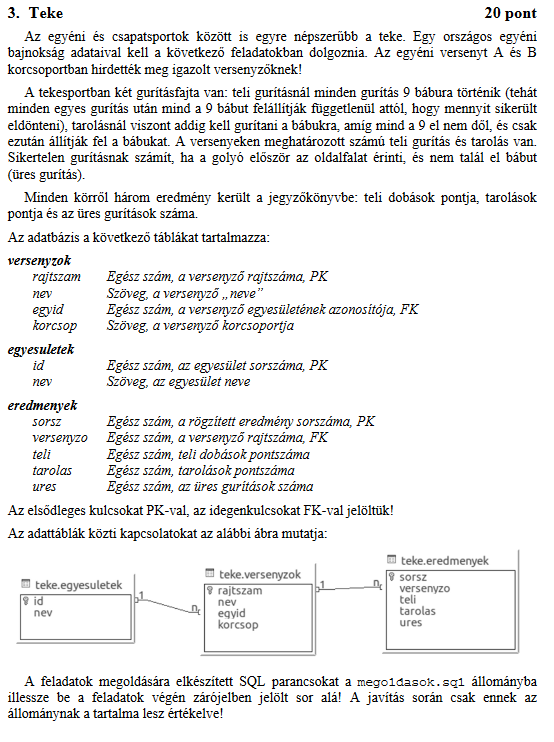 3. Teke 20 pont
Az egyéni és csapatsportok között is egyre népszerűbb a teke. Egy országos egyéni
bajnokság adataival kell a következő feladatokban dolgoznia. Az egyéni versenyt A és B
korcsoportban hirdették meg igazolt versenyzőknek!
A tekesportban két gurításfajta van: teli gurításnál minden gurítás 9 bábura történik (tehát
minden egyes gurítás után mind a 9 bábut felállítják függetlenül attól, hogy mennyit sikerült
eldönteni), tarolásnál viszont addig kell gurítani a bábukra, amíg mind a 9 el nem dől, és csak
ezután állítják fel a bábukat. A versenyeken meghatározott számú teli gurítás és tarolás van.
Sikertelen gurításnak számít, ha a golyó először az oldalfalat érinti, és nem talál el bábut
(üres gurítás).
Minden körről három eredmény került a jegyzőkönyvbe: teli dobások pontja, tarolások
pontja és az üres gurítások száma.
Az adatbázis a következő táblákat tartalmazza:
versenyzok
rajtszam Egész szám, a versenyző rajtszáma, PK
nev Szöveg, a versenyző „neve”
egyid Egész szám, a versenyző egyesületének azonosítója, FK
korcsop Szöveg, a versenyző korcsoportja
egyesuletek
id Egész szám, az egyesület sorszáma, PK
nev Szöveg, az egyesület neve
eredmenyek
sorsz Egész szám, a rögzített eredmény sorszáma, PK
versenyzo Egész szám, a versenyző rajtszáma, FK
teli Egész szám, teli dobások pontszáma
tarolas Egész szám, tarolások pontszáma
ures Egész szám, az üres gurítások száma
Az elsődleges kulcsokat PK-val, az idegenkulcsokat FK-val jelöltük!
Az adattáblák közti kapcsolatokat az alábbi ábra mutatja:
teke.egyesuletek
id
nev
1
n
teke.versenyzok
rajtszam
nev
egyid
korcsop
1
n
teke.eredmenyek
sorsz
versenyzo
teli
tarolas
ures
A feladatok megoldására elkészített SQL parancsokat a megoldasok.sql állományba
illessze be a feladatok végén zárójelben jelölt sor alá! A javítás során csak ennek az
állománynak a tartalma lesz értékelve!